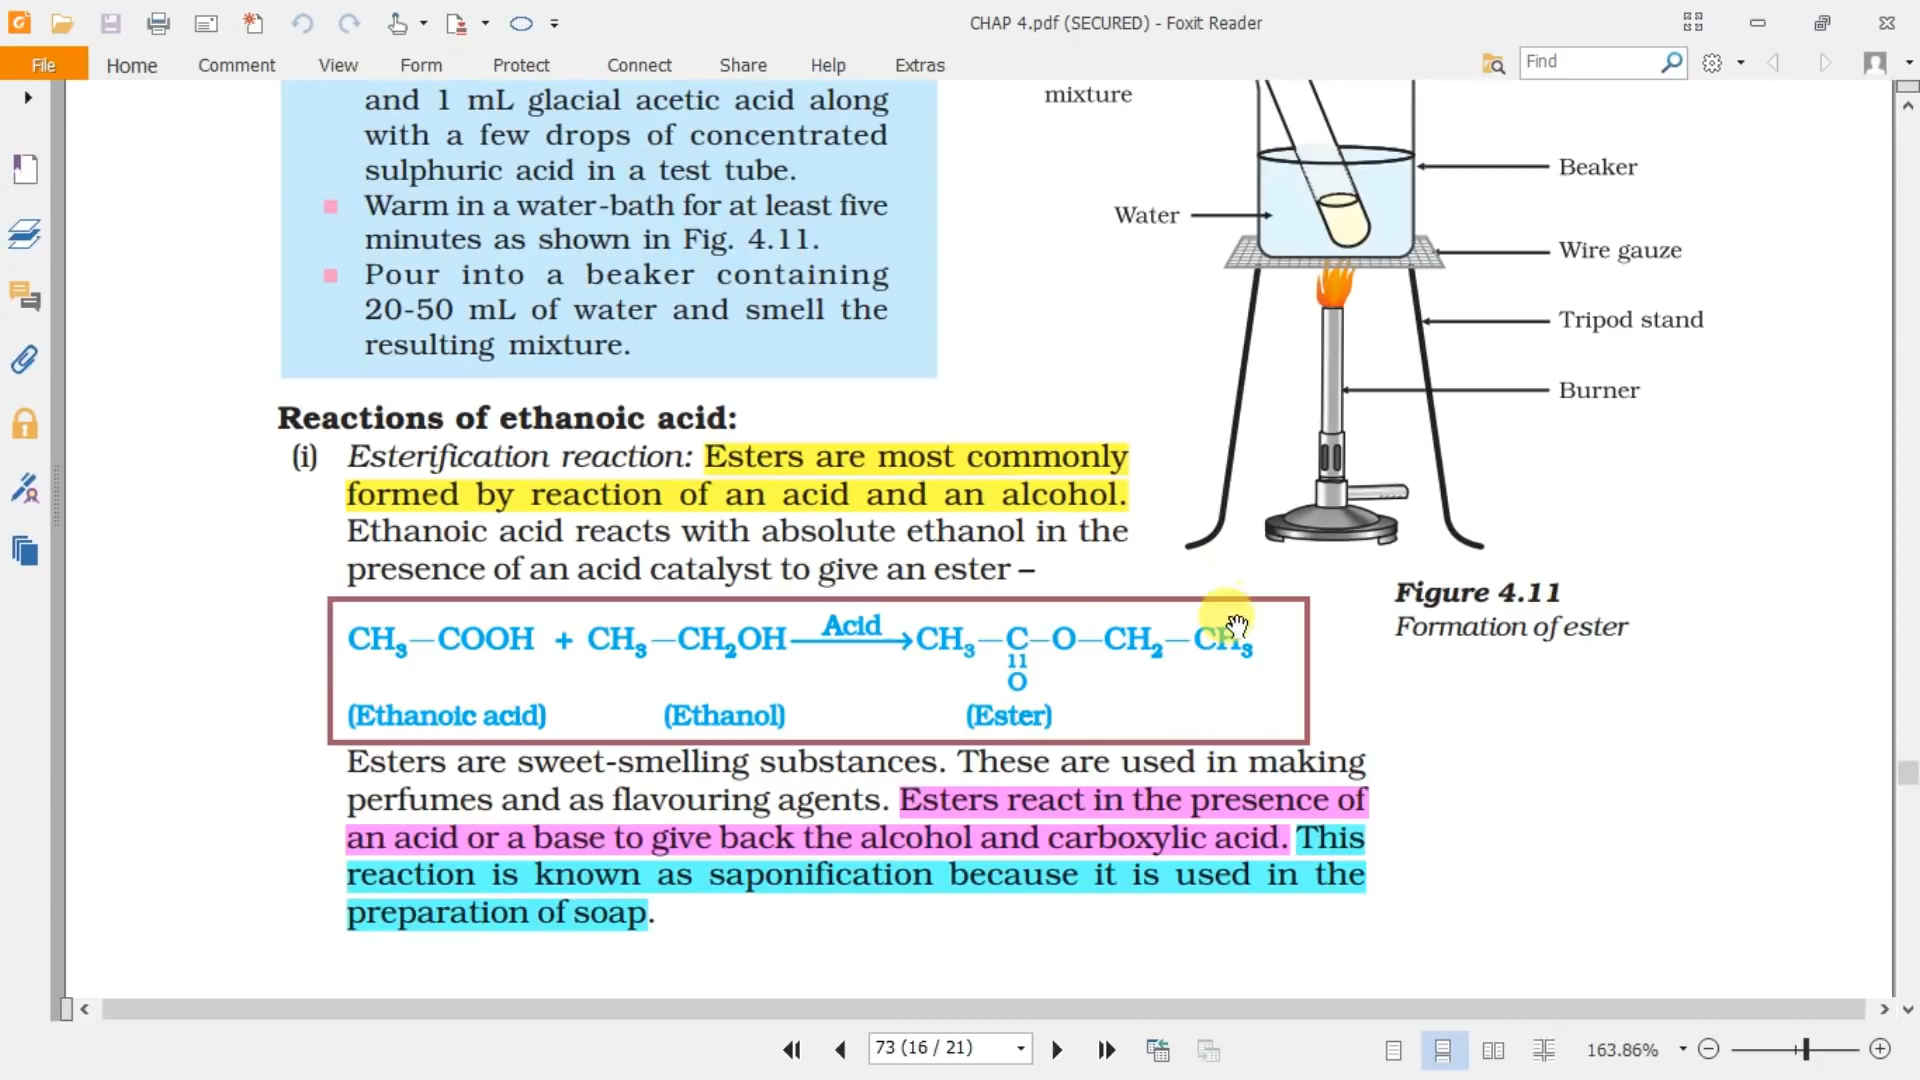 CHAP 4.pdf (SECURED) - Foxit Reader
File Home Comment View Form Protect Connect Share Help Extras
Find
and 1 mL glacial acetic acid along
with a few drops of concentrated
sulphuric acid in a test tube.
Warm in a water-bath for at least five
minutes as shown in Fig. 4.11.
Pour into a beaker containing
20-50 mL of water and smell the
resulting mixture.
mixture
Beaker
Water
Wire gauze
Tripod stand
Burner
Figure 4.11
Formation of ester
Reactions of ethanoic acid:
(i) Esterification reaction: Esters are most commonly
formed by reaction of an acid and an alcohol.
Ethanoic acid reacts with absolute ethanol in the
presence of an acid catalyst to give an ester –
Acid
CH₃—COOH + CH₃—CH₂OH ⟶ CH₃—C—O—CH₂—CH₃
11
O
(Ethanoic acid) (Ethanol) (Ester)
Esters are sweet-smelling substances. These are used in making
perfumes and as flavouring agents. Esters react in the presence of
an acid or a base to give back the alcohol and carboxylic acid. This
reaction is known as saponification because it is used in the
preparation of soap.
73 (16 / 21)
163.86%